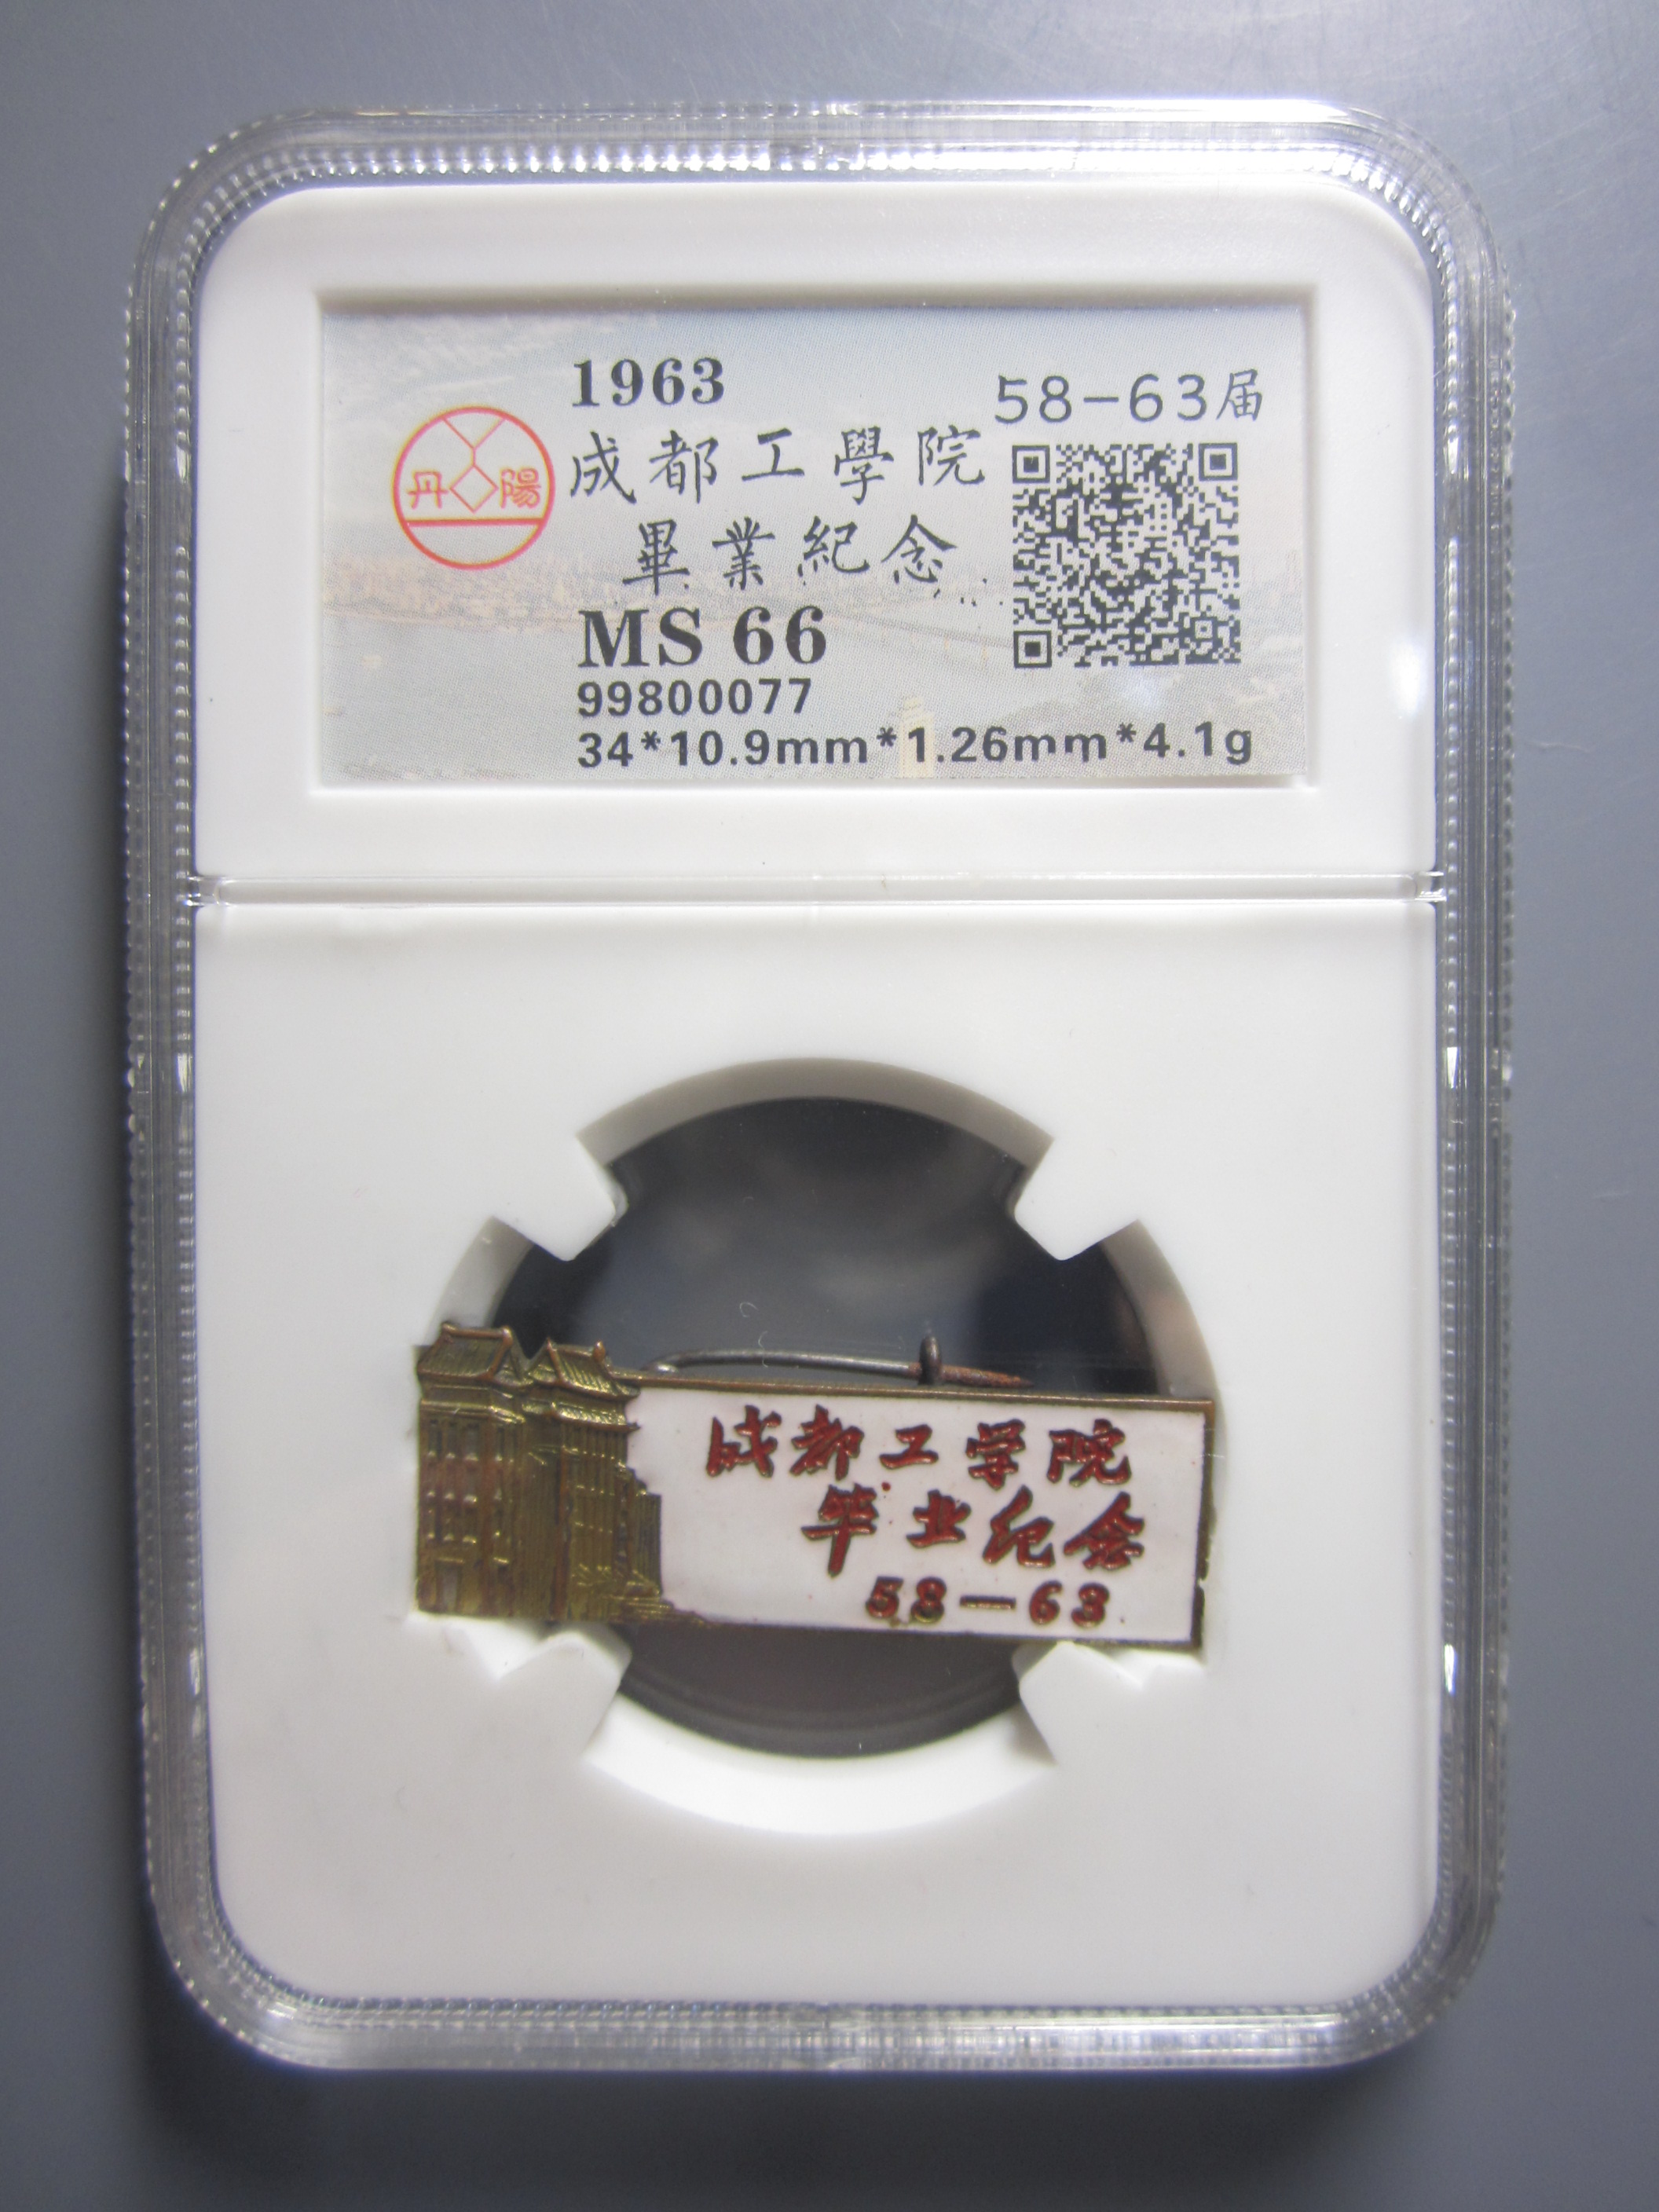 1963
58-63届
丹陽
成都工學院
畢業紀念
MS 66
99800077
34*10.9mm*1.26mm*4.1g
成都工学院
毕业纪念
58—63